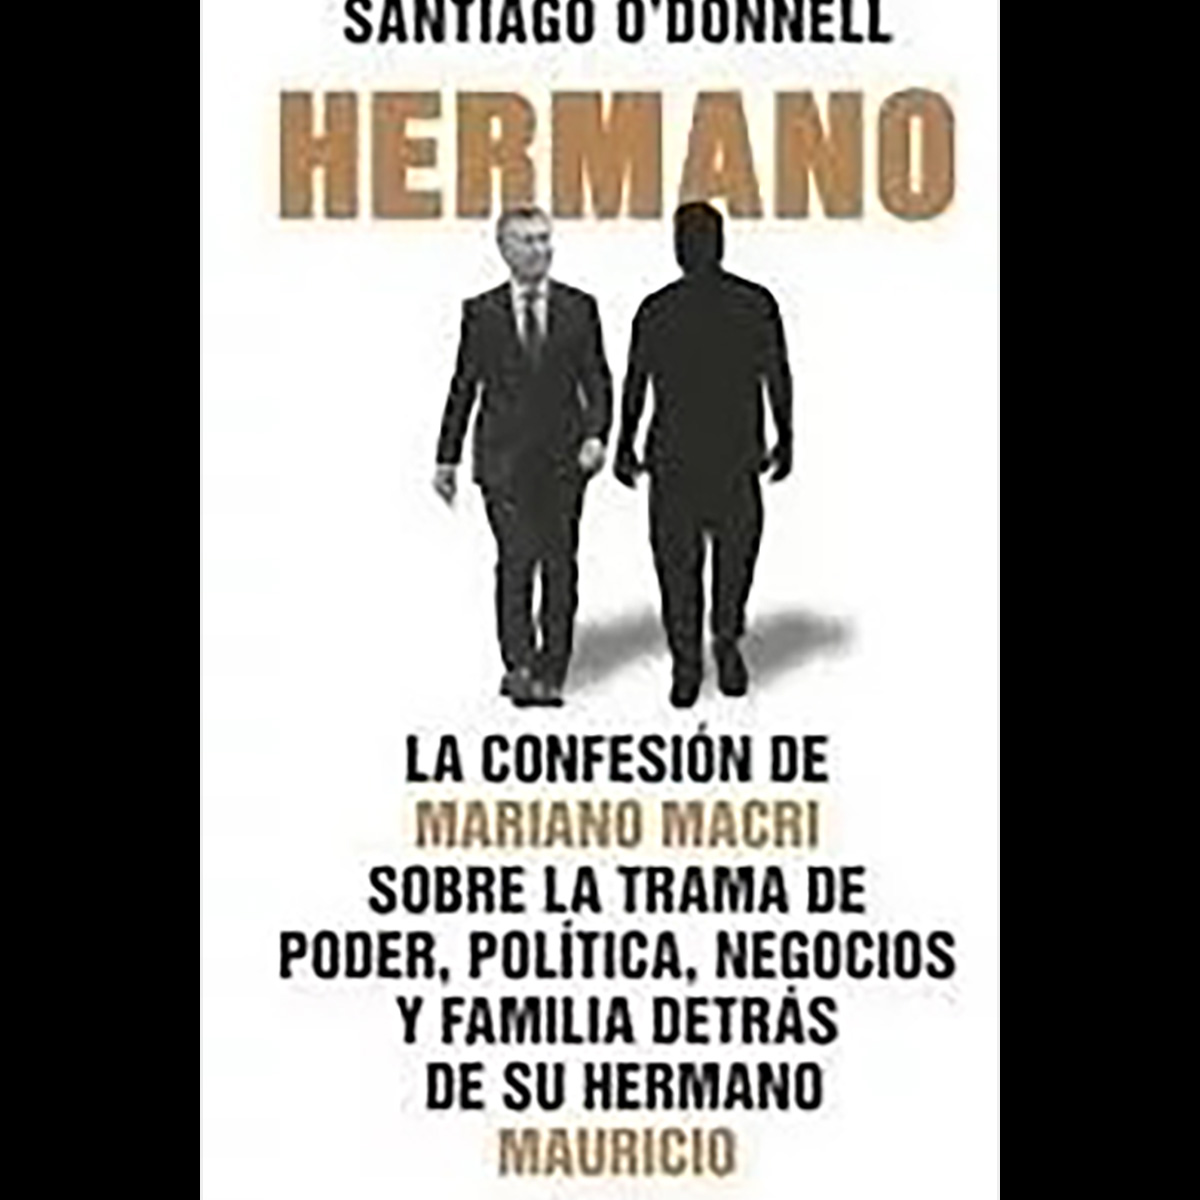 SANTIAGO O'DONNELL
HERMANO
LA CONFESIÓN DE
MARIANO MACRI
SOBRE LA TRAMA DE
PODER, POLÍTICA, NEGOCIOS
Y FAMILIA DETRÁS
DE SU HERMANO
MAURICIO